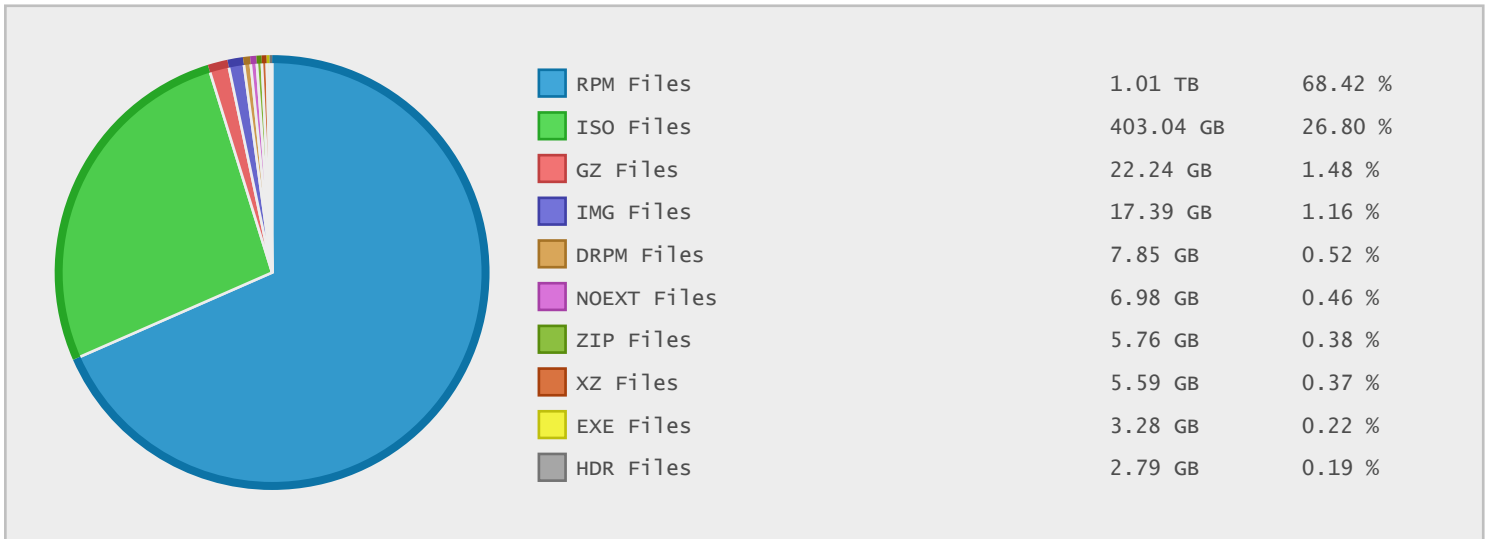 RPM Files 1.01 TB 68.42 %
ISO Files 403.04 GB 26.80 %
GZ Files 22.24 GB 1.48 %
IMG Files 17.39 GB 1.16 %
DRPM Files 7.85 GB 0.52 %
NOEXT Files 6.98 GB 0.46 %
ZIP Files 5.76 GB 0.38 %
XZ Files 5.59 GB 0.37 %
EXE Files 3.28 GB 0.22 %
HDR Files 2.79 GB 0.19 %